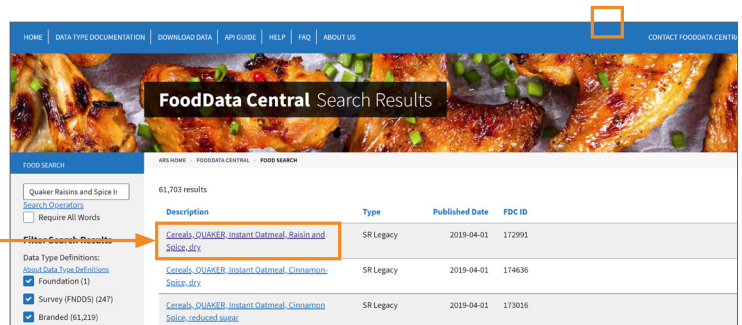 HOME DATA TYPE DOCUMENTATION DOWNLOAD DATA API GUIDE HELP FAQ ABOUT US CONTACT FOODDATA CENTRA
FoodData Central Search Results
FOOD SEARCH
ARS HOME › FOODDATA CENTRAL › FOOD SEARCH
Quaker Raisins and Spice Ir
Search Operators
Require All Words
Filter Search Results
Data Type Definitions:
About Data Type Definitions
Foundation (1)
Survey (FNDDS) (247)
Branded (61,219)
61,703 results
Description Type Published Date FDC ID
Cereals, QUAKER, Instant Oatmeal, Raisin and SR Legacy 2019-04-01 172991
Spice, dry
Cereals, QUAKER, Instant Oatmeal, Cinnamon- SR Legacy 2019-04-01 174636
Spice, dry
Cereals, QUAKER, Instant Oatmeal, Cinnamon SR Legacy 2019-04-01 173016
Spice, reduced sugar